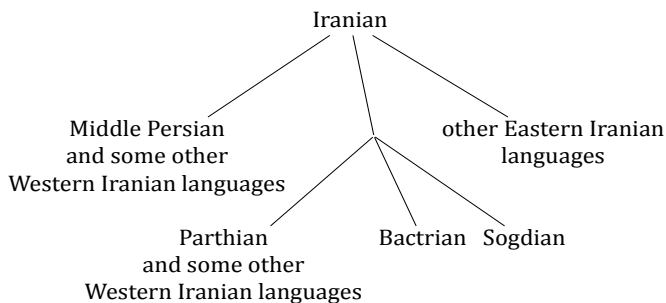 Iranian
Middle Persian
and some other
Western Iranian languages
other Eastern Iranian
languages
Parthian
and some other
Western Iranian languages
Bactrian
Sogdian